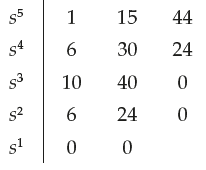 s⁵ 1 15 44
s⁴ 6 30 24
s³ 10 40 0
s² 6 24 0
s¹ 0 0